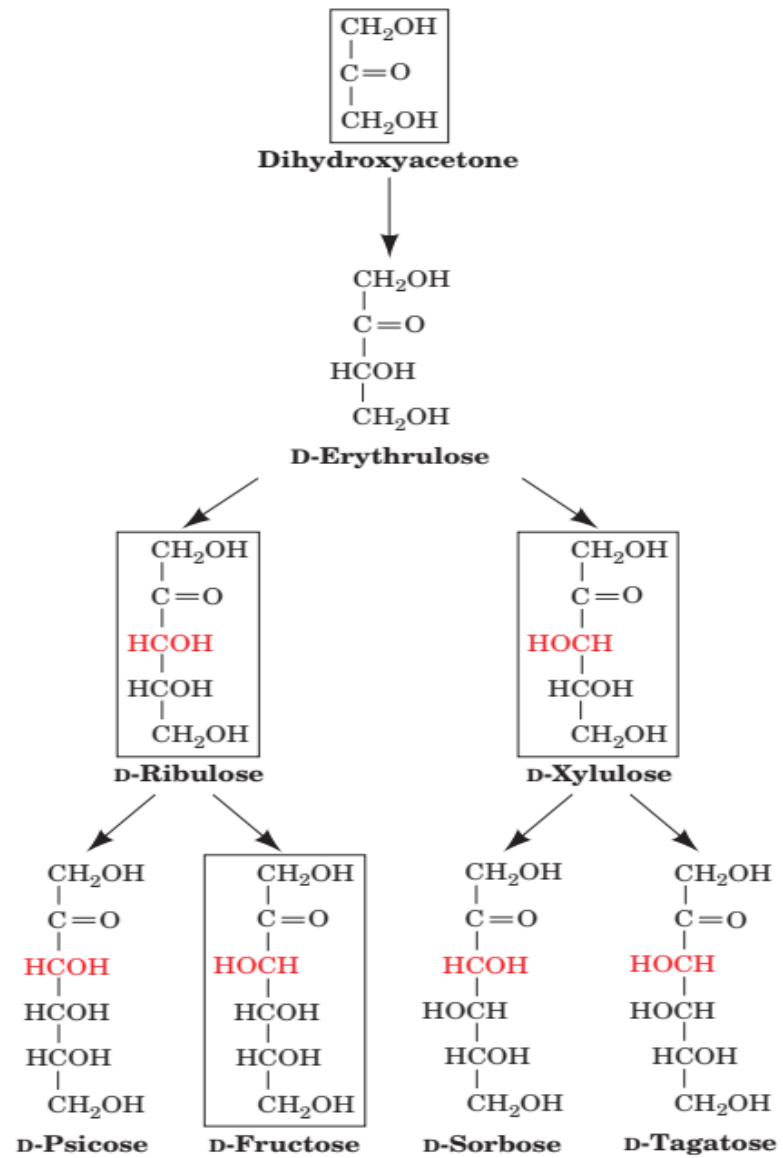 CH₂OH
C=O
CH₂OH
Dihydroxyacetone
CH₂OH
C=O
HCOH
CH₂OH
D-Erythrulose
CH₂OH
C=O
HCOH
HCOH
CH₂OH
D-Ribulose
CH₂OH
C=O
HOCH
HCOH
CH₂OH
D-Xylulose
CH₂OH
C=O
HCOH
HCOH
HCOH
CH₂OH
D-Psicose
CH₂OH
C=O
HOCH
HCOH
HCOH
CH₂OH
D-Fructose
CH₂OH
C=O
HCOH
HOCH
HCOH
CH₂OH
D-Sorbose
CH₂OH
C=O
HOCH
HOCH
HCOH
CH₂OH
D-Tagatose